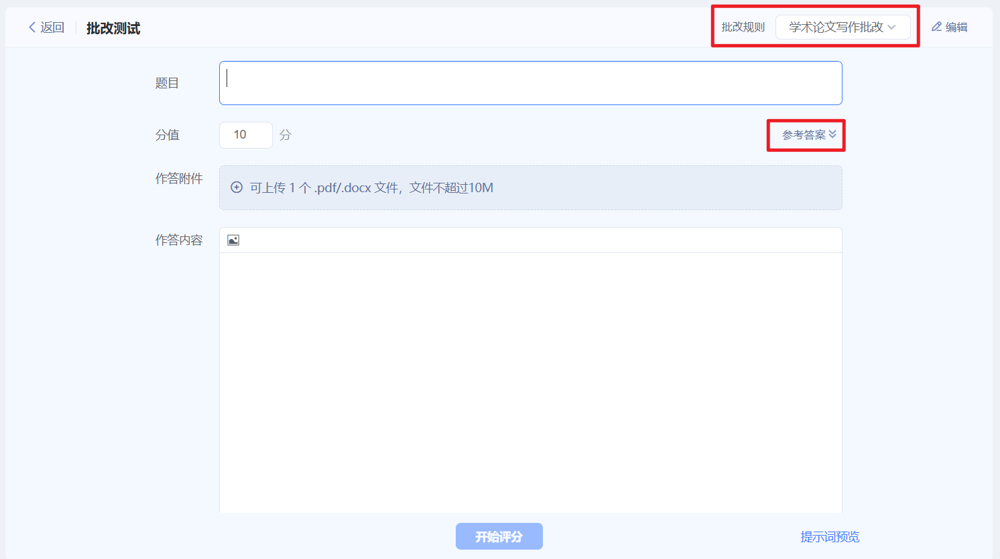 返回 批改测试 批改规则 学术论文写作批改 编辑
题目
分值 10 分 参考答案
作答附件 可上传 1 个 .pdf/.docx 文件，文件不超过10M
作答内容
开始评分 提示词预览